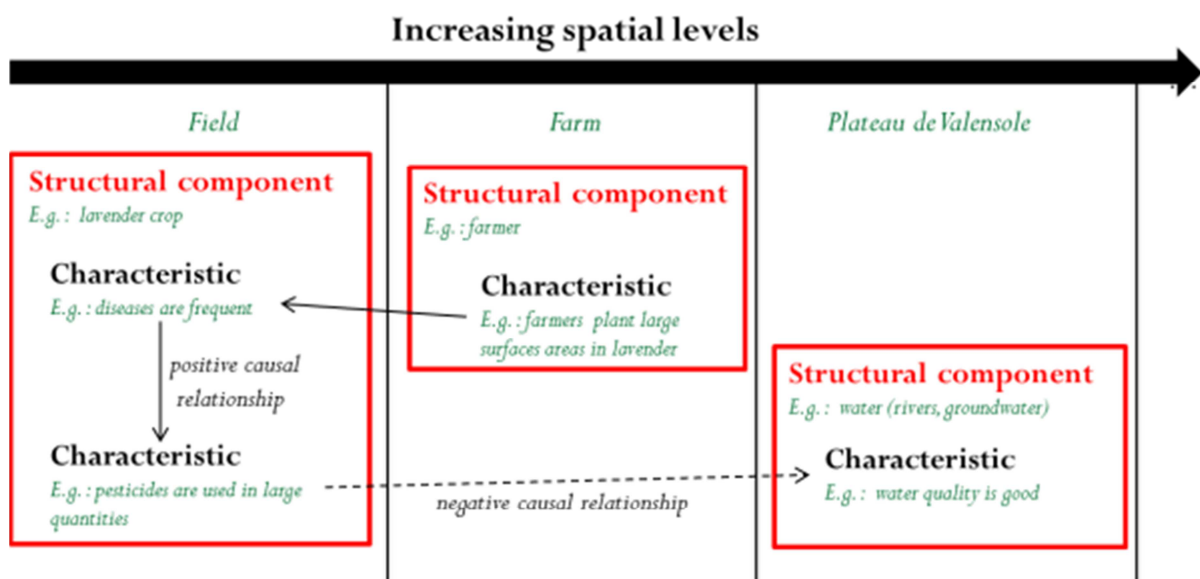 Increasing spatial levels
Field
Farm
Plateau de Valensole
Structural component
E.g. : lavender crop
Characteristic
E.g. : diseases are frequent
positive causal
relationship
Characteristic
E.g. : pesticides are used in large
quantities
Structural component
E.g. : farmer
Characteristic
E.g. : farmers plant large
surfaces areas in lavender
negative causal relationship
Structural component
E.g. : water (rivers, groundwater)
Characteristic
E.g. : water quality is good